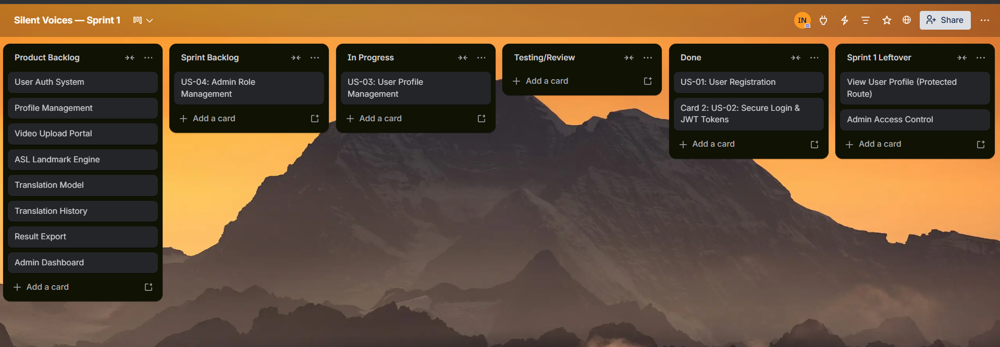 Silent Voices — Sprint 1
IN
Share
Product Backlog
User Auth System
Profile Management
Video Upload Portal
ASL Landmark Engine
Translation Model
Translation History
Result Export
Admin Dashboard
Add a card
Sprint Backlog
US-04: Admin Role
Management
Add a card
In Progress
US-03: User Profile
Management
Add a card
Testing/Review
Add a card
Done
US-01: User Registration
Card 2: US-02: Secure Login &
JWT Tokens
Add a card
Sprint 1 Leftover
View User Profile (Protected
Route)
Admin Access Control
Add a card